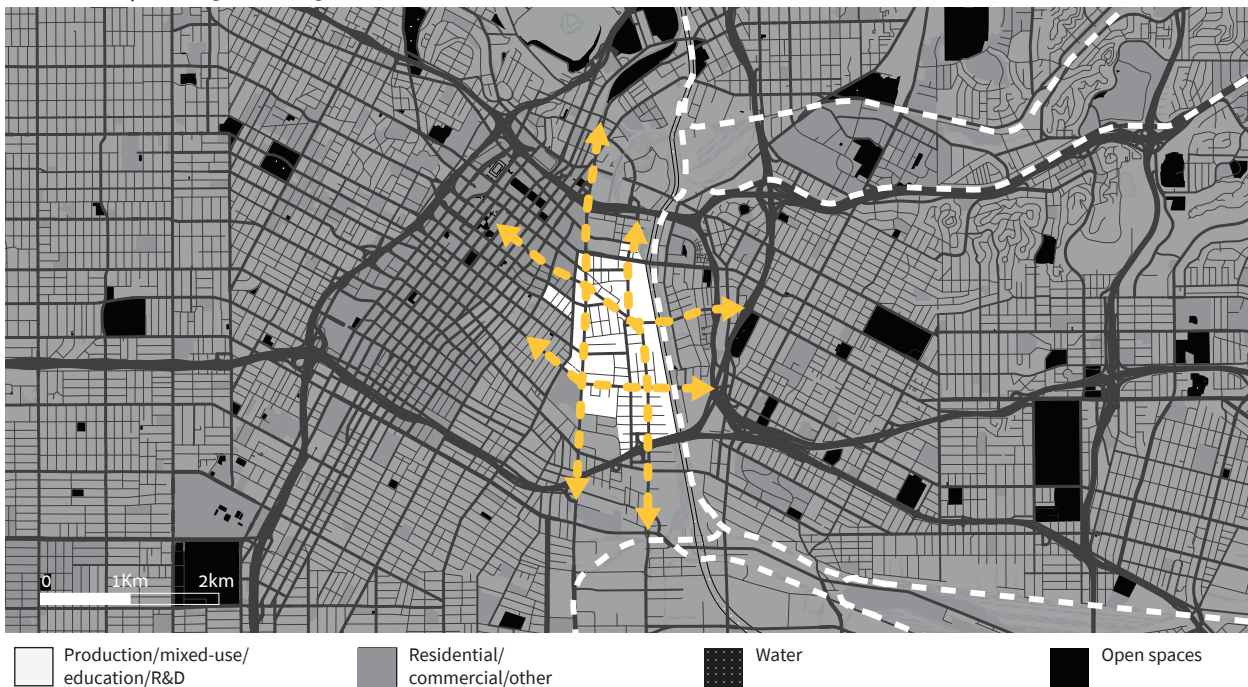 0
1Km
2km
Production/mixed-use/
education/R&D
Residential/
commercial/other
Water
Open spaces